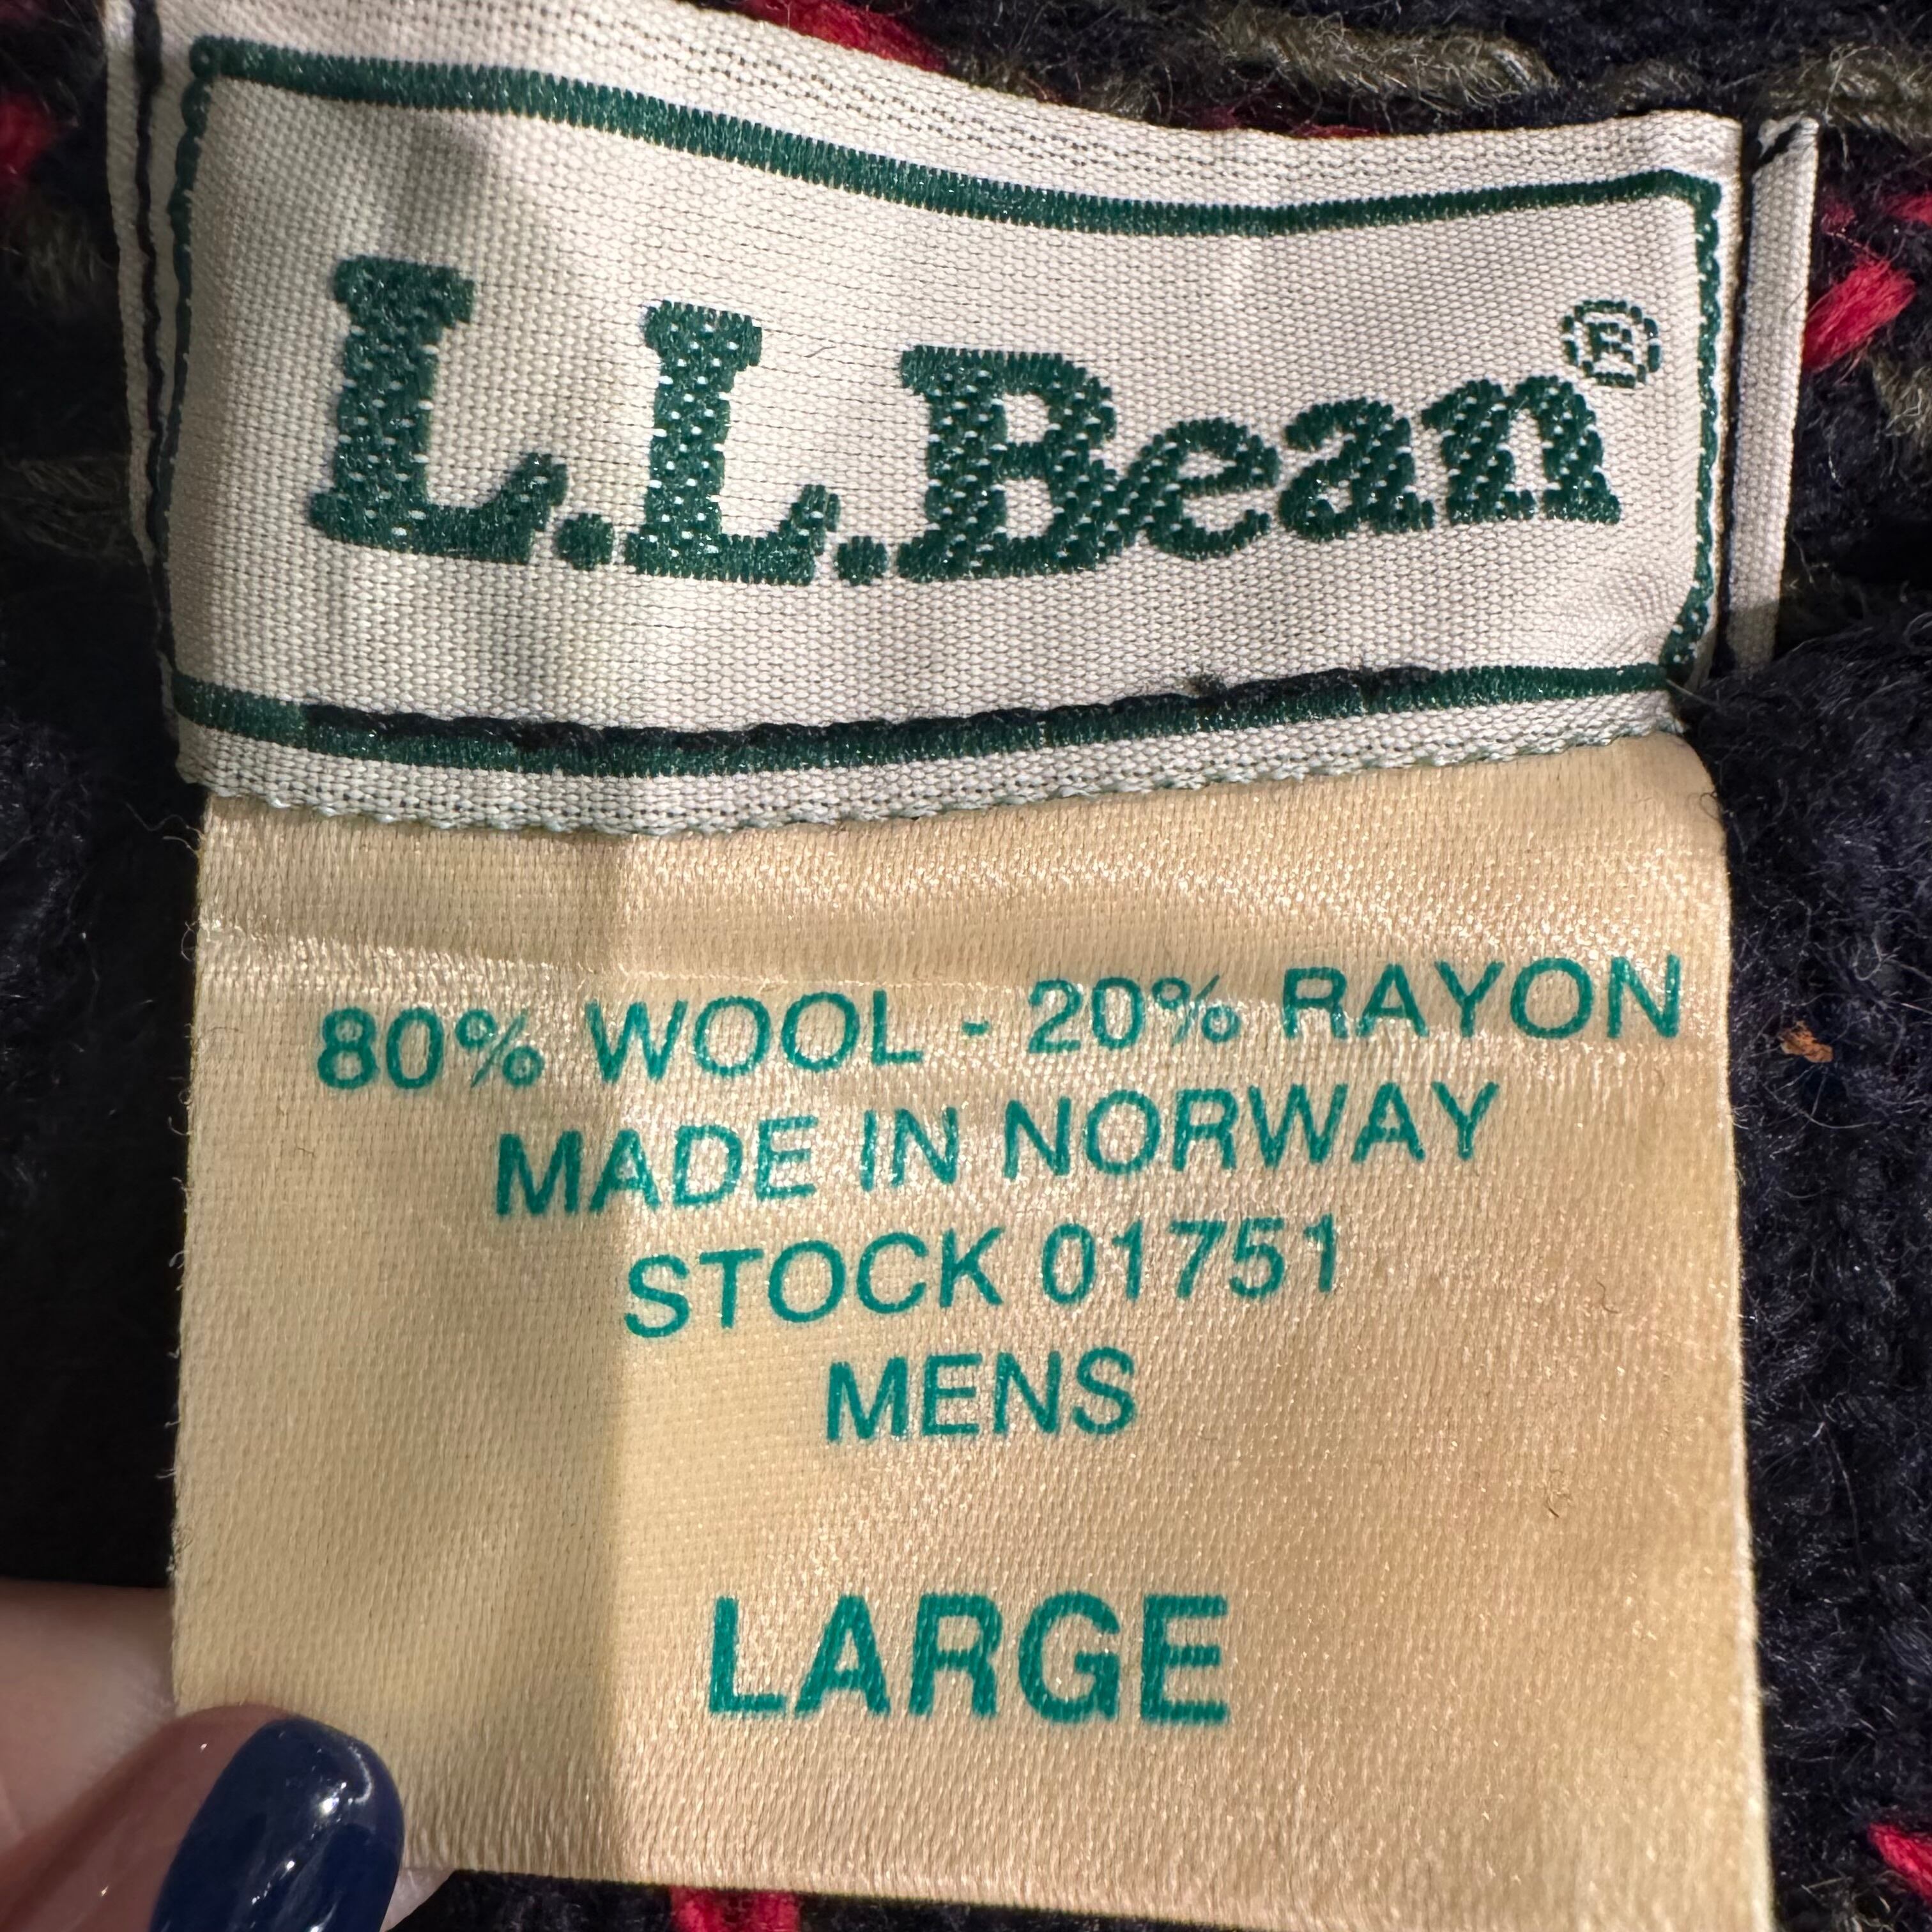 L.L.Bean®
80% WOOL - 20% RAYON
MADE IN NORWAY
STOCK 01751
MENS
LARGE